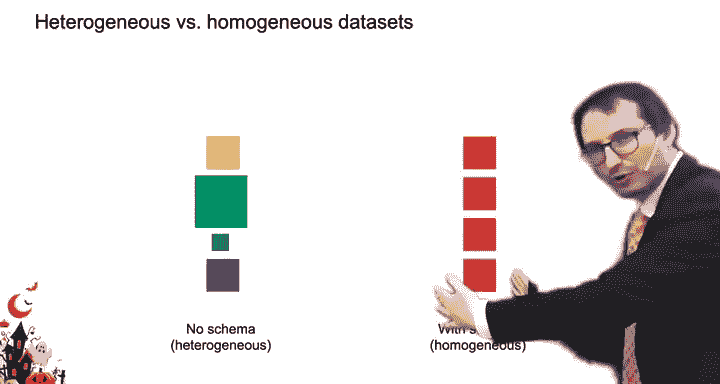 Heterogeneous vs. homogeneous datasets
No schema
(heterogeneous)
With
(homogeneous)